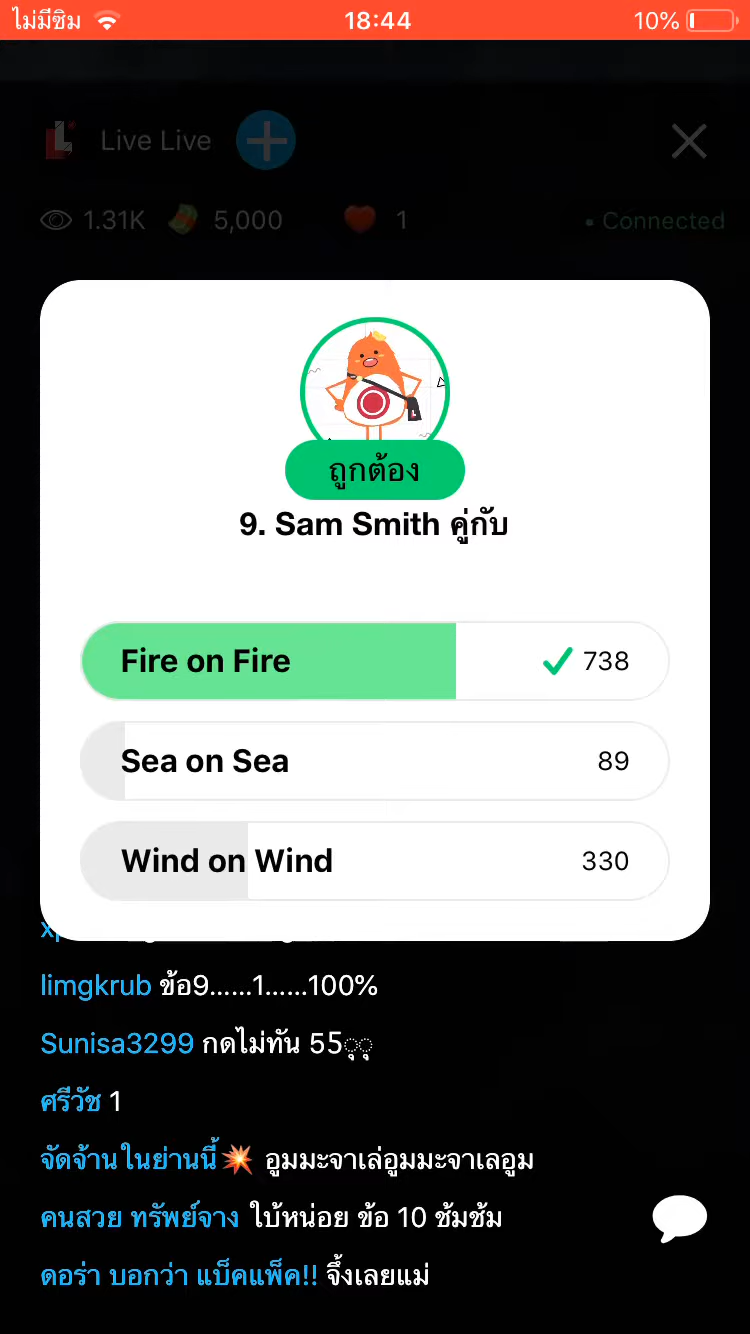 ไม่มีซิม 18:44 10%
Live Live
1.31K 5,000 1 • Connected
ถูกต้อง
9. Sam Smith คู่กับ
Fire on Fire 738
Sea on Sea 89
Wind on Wind 330
limgkrub ข้อ9......1......100%
Sunisa3299 กดไม่ทัน 55ุุ
ศรีวัช 1
จัดจ้านในย่านนี้💥 อูมมะจาเล่อูมมะจาเลอูม
คนสวย ทรัพย์จาง ใบ้หน่อย ข้อ 10 ช้มช้ม
ดอร่า บอกว่า แบ็คแพ็ค!! จึ้งเลยแม่